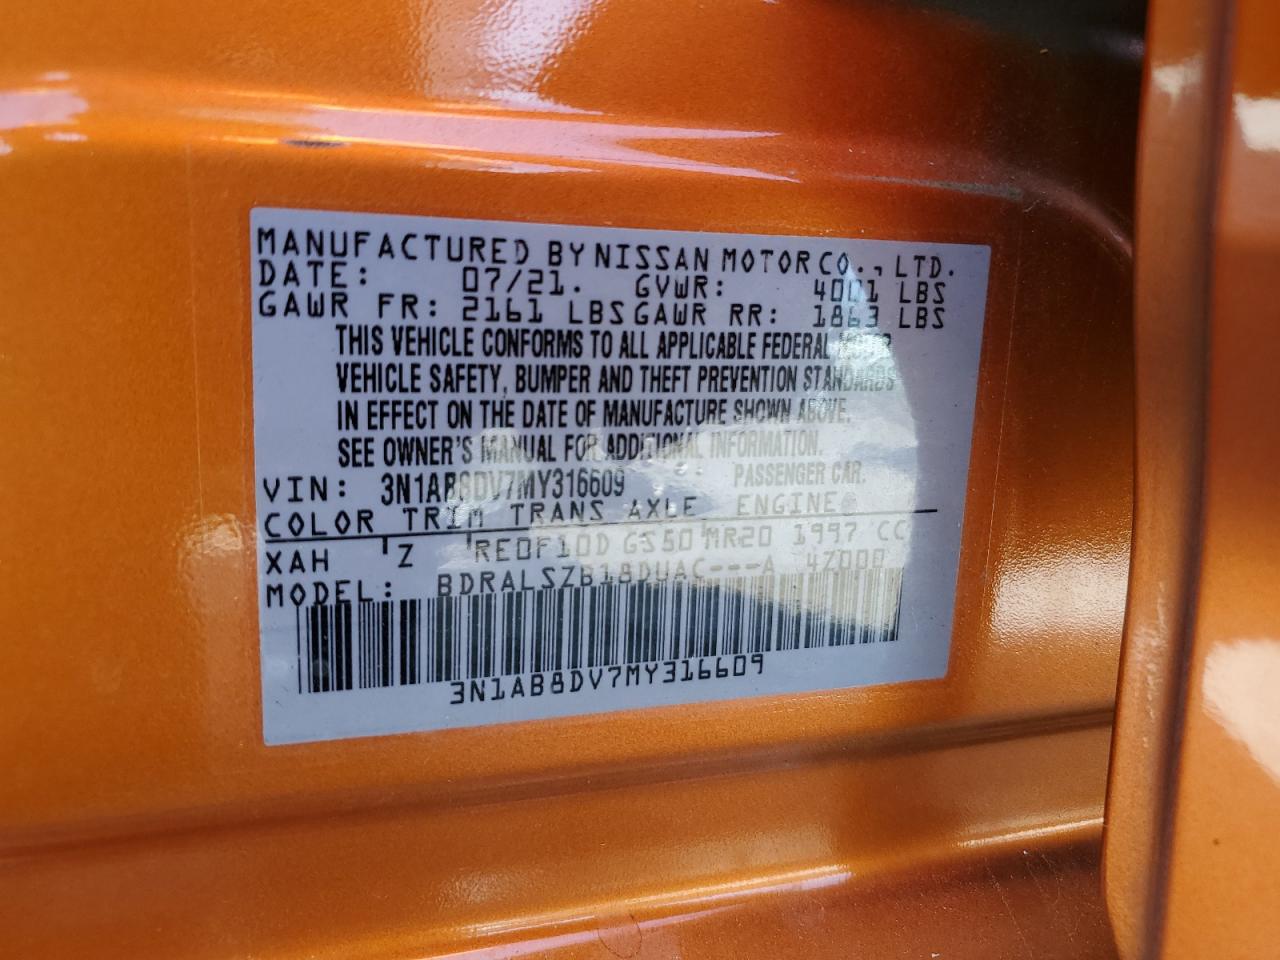 MANUFACTURED BY NISSAN MOTOR CO., LTD.
DATE: 07/21. GVWR: 4001 LBS
GAWR FR: 2161 LBS GAWR RR: 1863 LBS
THIS VEHICLE CONFORMS TO ALL APPLICABLE FEDERAL MOTOR
VEHICLE SAFETY, BUMPER AND THEFT PREVENTION STANDARDS
IN EFFECT ON THE DATE OF MANUFACTURE SHOWN ABOVE.
SEE OWNER'S MANUAL FOR ADDITIONAL INFORMATION.
VIN: 3N1AB8DV7MY316609 PASSENGER CAR.
COLOR TRIM TRANS AXLE ENGINE
XAH Z RE0F10D GS50 MR20 1997 CC
MODEL: BDRALSZB18DUAC---A 4Z000
3N1AB8DV7MY316609